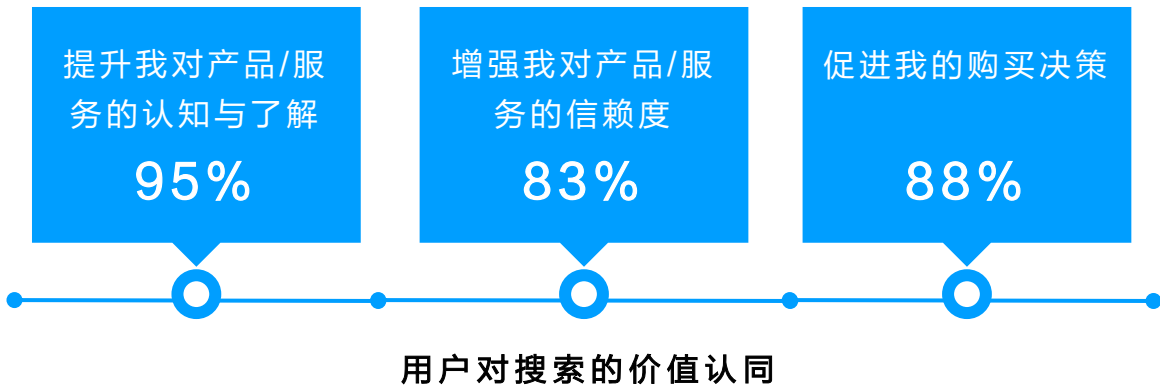 提升我对产品/服
务的认知与了解
95%
增强我对产品/服
务的信赖度
83%
促进我的购买决策
88%
用户对搜索的价值认同